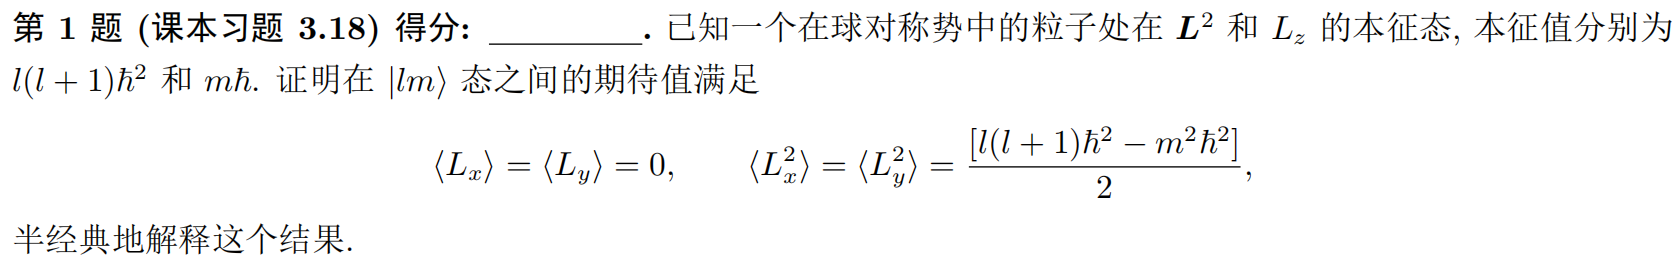 第 1 题 (课本习题 3.18) 得分: ________. 已知一个在球对称势中的粒子处在 $\boldsymbol{L}^2$ 和 $L_z$ 的本征态, 本征值分别为
$l(l+1)\hbar^2$ 和 $m\hbar$. 证明在 $|lm\rangle$ 态之间的期待值满足
$\langle L_x\rangle = \langle L_y\rangle = 0, \qquad \langle L_x^2\rangle = \langle L_y^2\rangle = \frac{[l(l+1)\hbar^2 - m^2\hbar^2]}{2},$
半经典地解释这个结果.